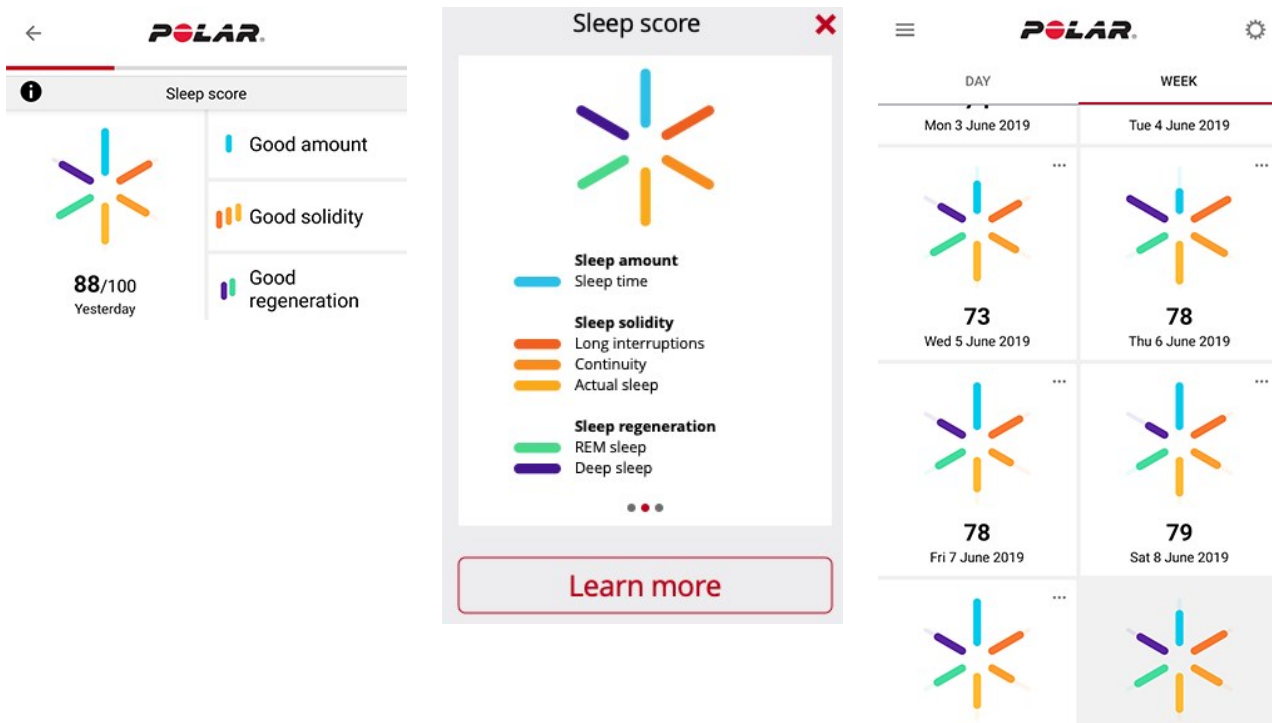 POLAR
Sleep score
Good amount
Good solidity
Good
regeneration
88/100
Yesterday
Sleep score
Sleep amount
Sleep time
Sleep solidity
Long interruptions
Continuity
Actual sleep
Sleep regeneration
REM sleep
Deep sleep
Learn more
POLAR
DAY WEEK
Mon 3 June 2019 Tue 4 June 2019
73 78
Wed 5 June 2019 Thu 6 June 2019
78 79
Fri 7 June 2019 Sat 8 June 2019